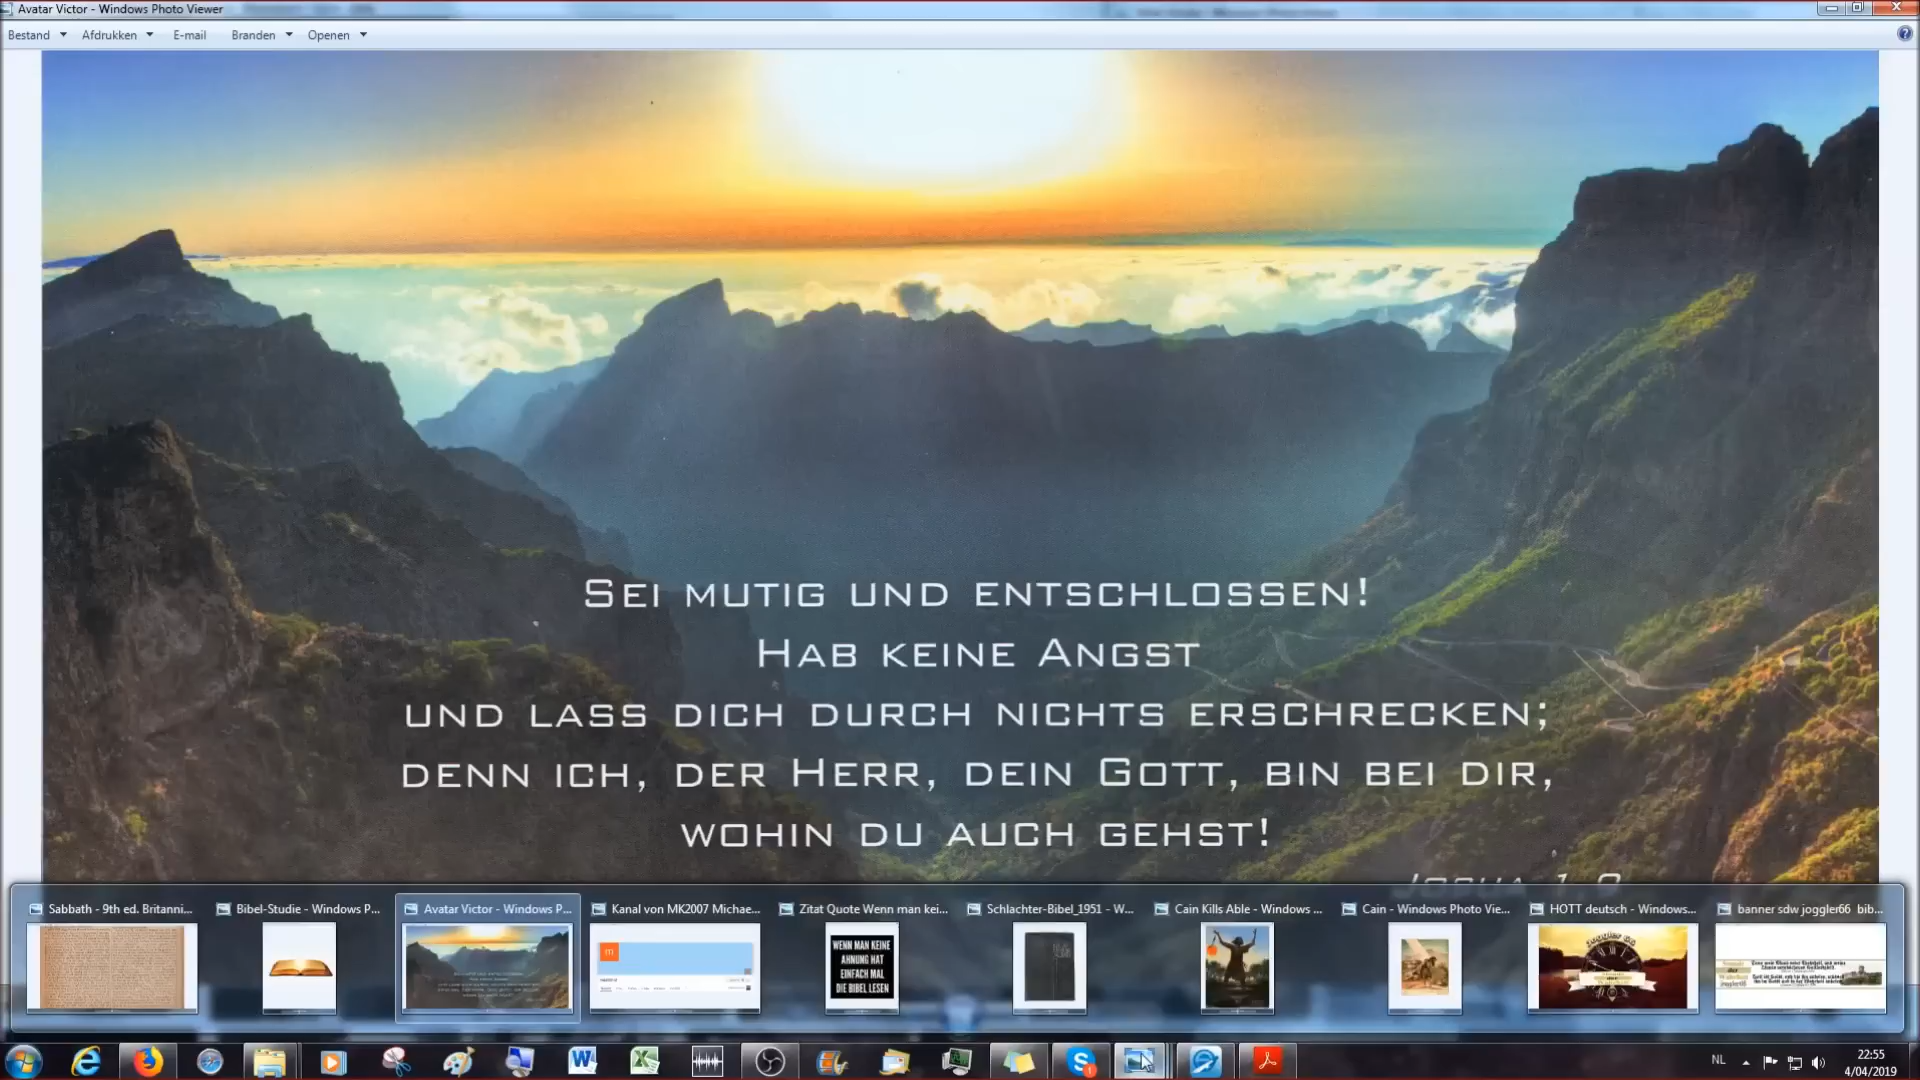 Avatar Victor - Windows Photo Viewer
Bestand Afdrukken E-mail Branden Openen
SEI MUTIG UND ENTSCHLOSSEN!
HAB KEINE ANGST
UND LASS DICH DURCH NICHTS ERSCHRECKEN;
DENN ICH, DER HERR, DEIN GOTT, BIN BEI DIR,
WOHIN DU AUCH GEHST!
Sabbath - 9th ed. Britanni... Bibel-Studie - Windows P... Avatar Victor - Windows P... Kanal von MK2007 Michae... Zitat Quote Wenn man kei... Schlachter-Bibel_1951 - W... Cain Kills Able - Windows ... Cain - Windows Photo Vie... HOTT deutsch - Windows... banner sdw joggler66 bib...
WENN MAN KEINE
AHNUNG HAT
EINFACH MAL
DIE BIBEL LESEN
Joggler 66
NL
22:55
4/04/2019